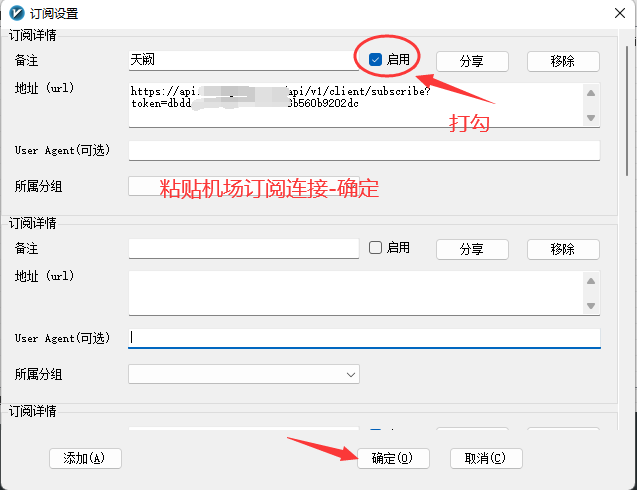 订阅设置
订阅详情
备注 天阙 启用 分享 移除
地址 (url) https://api. api/v1/client/subscribe?
token=dbdd 6b560b9202dc
打勾
User Agent(可选)
所属分组 粘贴机场订阅连接-确定
订阅详情
备注 启用 分享 移除
地址 (url)
User Agent(可选)
所属分组
订阅详情
添加(A) 确定(O) 取消(C)